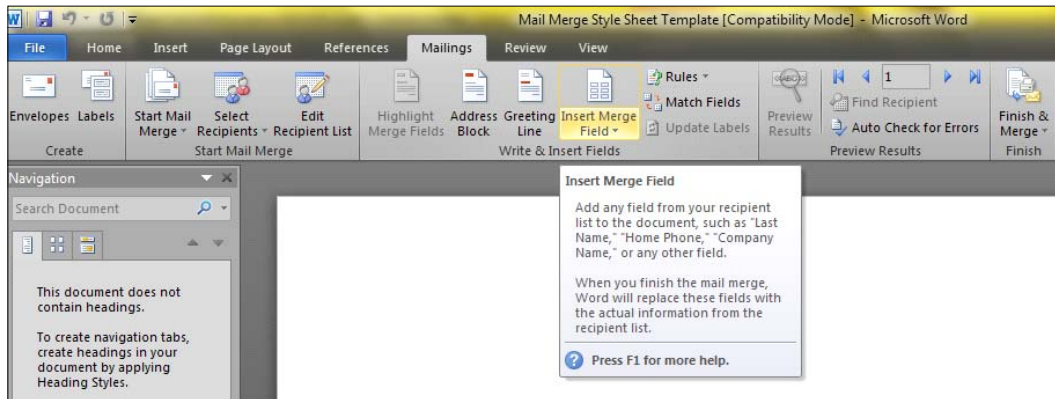 Mail Merge Style Sheet Template [Compatibility Mode] - Microsoft Word
File Home Insert Page Layout References Mailings Review View
Envelopes Labels Start Mail Merge Select Recipients Edit Recipient List Highlight Merge Fields Address Block Greeting Line Insert Merge Field Rules Match Fields Update Labels Preview Results 1 Find Recipient Auto Check for Errors Finish & Merge
Create Start Mail Merge Write & Insert Fields Preview Results Finish
Navigation
Search Document
This document does not
contain headings.
To create navigation tabs,
create headings in your
document by applying
Heading Styles.
Insert Merge Field
Add any field from your recipient
list to the document, such as "Last
Name," "Home Phone," "Company
Name," or any other field.
When you finish the mail merge,
Word will replace these fields with
the actual information from the
recipient list.
Press F1 for more help.